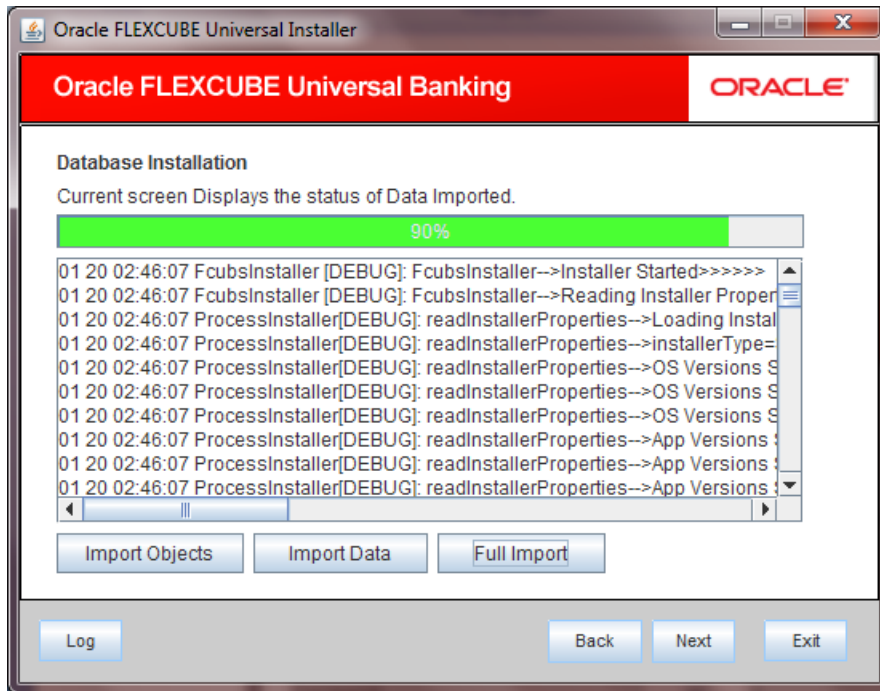 Oracle FLEXCUBE Universal Installer
Oracle FLEXCUBE Universal Banking
ORACLE
Database Installation
Current screen Displays the status of Data Imported.
90%
01 20 02:46:07 FcubsInstaller [DEBUG]: FcubsInstaller-->Installer Started>>>>>>
01 20 02:46:07 FcubsInstaller [DEBUG]: FcubsInstaller-->Reading Installer Proper
01 20 02:46:07 ProcessInstaller[DEBUG]: readInstallerProperties-->Loading Instal
01 20 02:46:07 ProcessInstaller[DEBUG]: readInstallerProperties-->installerType=
01 20 02:46:07 ProcessInstaller[DEBUG]: readInstallerProperties-->OS Versions S
01 20 02:46:07 ProcessInstaller[DEBUG]: readInstallerProperties-->OS Versions S
01 20 02:46:07 ProcessInstaller[DEBUG]: readInstallerProperties-->OS Versions S
01 20 02:46:07 ProcessInstaller[DEBUG]: readInstallerProperties-->App Versions S
01 20 02:46:07 ProcessInstaller[DEBUG]: readInstallerProperties-->App Versions S
01 20 02:46:07 ProcessInstaller[DEBUG]: readInstallerProperties-->App Versions S
Import Objects Import Data Full Import
Log Back Next Exit